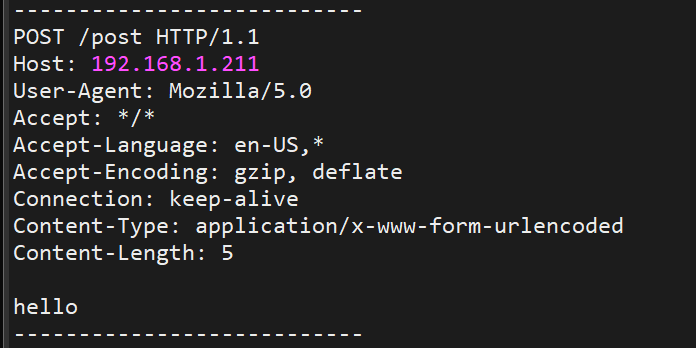 ---------------------------
POST /post HTTP/1.1
Host: 192.168.1.211
User-Agent: Mozilla/5.0
Accept: */*
Accept-Language: en-US,*
Accept-Encoding: gzip, deflate
Connection: keep-alive
Content-Type: application/x-www-form-urlencoded
Content-Length: 5

hello
---------------------------